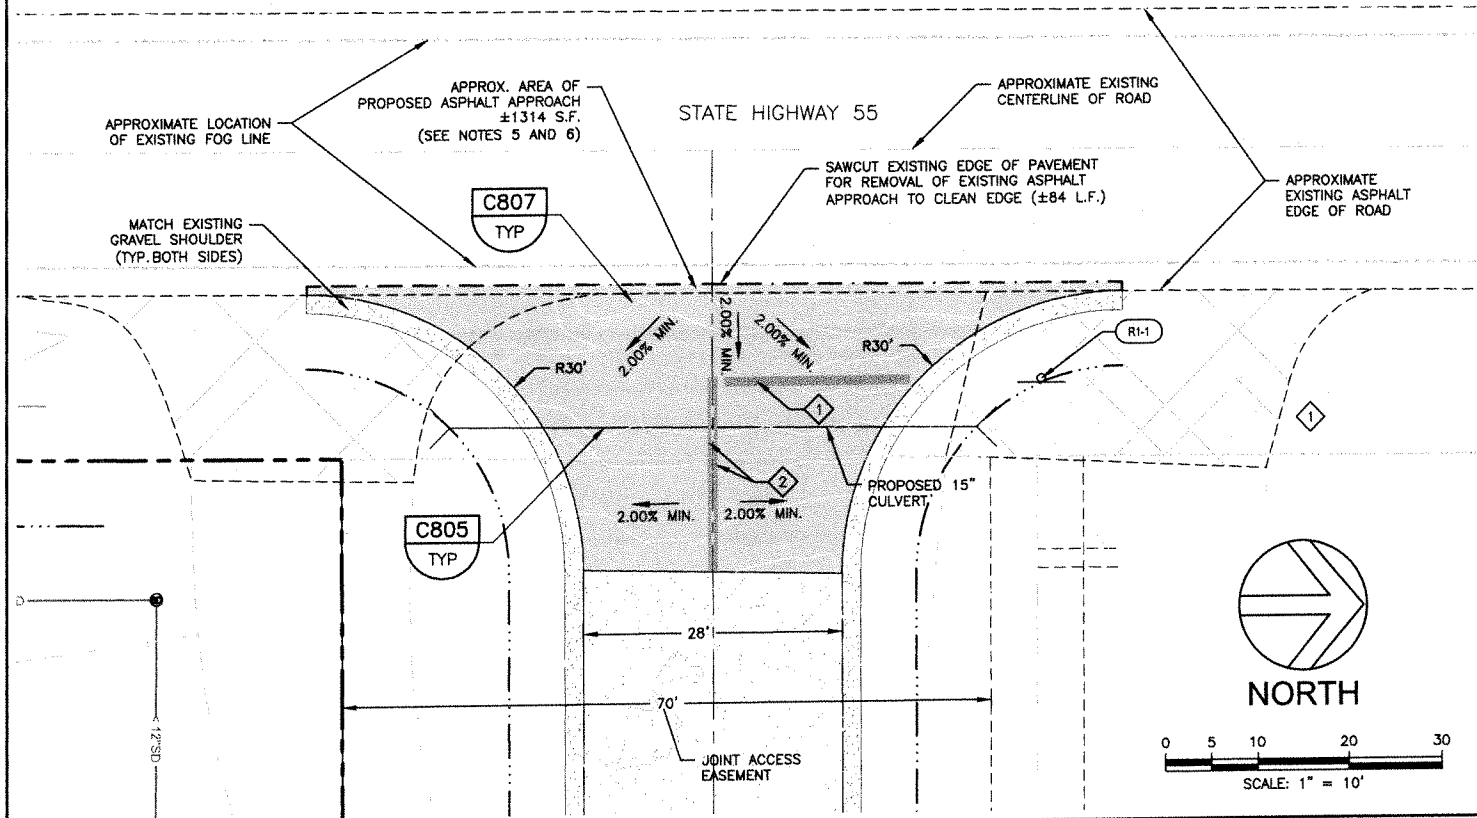 APPROX. AREA OF
PROPOSED ASPHALT APPROACH
±1314 S.F.
(SEE NOTES 5 AND 6)
STATE HIGHWAY 55
APPROXIMATE EXISTING
CENTERLINE OF ROAD
APPROXIMATE LOCATION
OF EXISTING FOG LINE
SAWCUT EXISTING EDGE OF PAVEMENT
FOR REMOVAL OF EXISTING ASPHALT
APPROACH TO CLEAN EDGE (±84 L.F.)
APPROXIMATE
EXISTING ASPHALT
EDGE OF ROAD
C807
TYP
MATCH EXISTING
GRAVEL SHOULDER
(TYP.BOTH SIDES)
2.00% MIN.
2.00% MIN.
2.00% MIN.
R30'
R30'
R1-1
1
1
2
PROPOSED 15"
CULVERT
2.00% MIN.
2.00% MIN.
C805
TYP
28'
70'
JOINT ACCESS
EASEMENT
12"SD
NORTH
0 5 10 20 30
SCALE: 1" = 10'